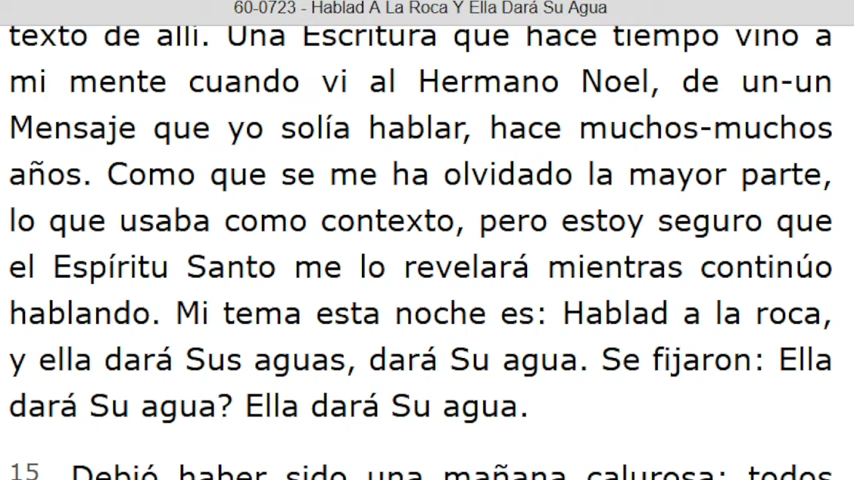 60-0723 - Hablad A La Roca Y Ella Dará Su Agua
texto de allí. Una Escritura que hace tiempo vino a
mi mente cuando vi al Hermano Noel, de un-un
Mensaje que yo solía hablar, hace muchos-muchos
años. Como que se me ha olvidado la mayor parte,
lo que usaba como contexto, pero estoy seguro que
el Espíritu Santo me lo revelará mientras continúo
hablando. Mi tema esta noche es: Hablad a la roca,
y ella dará Sus aguas, dará Su agua. Se fijaron: Ella
dará Su agua? Ella dará Su agua.
15 Debió haber sido una mañana calurosa; todos